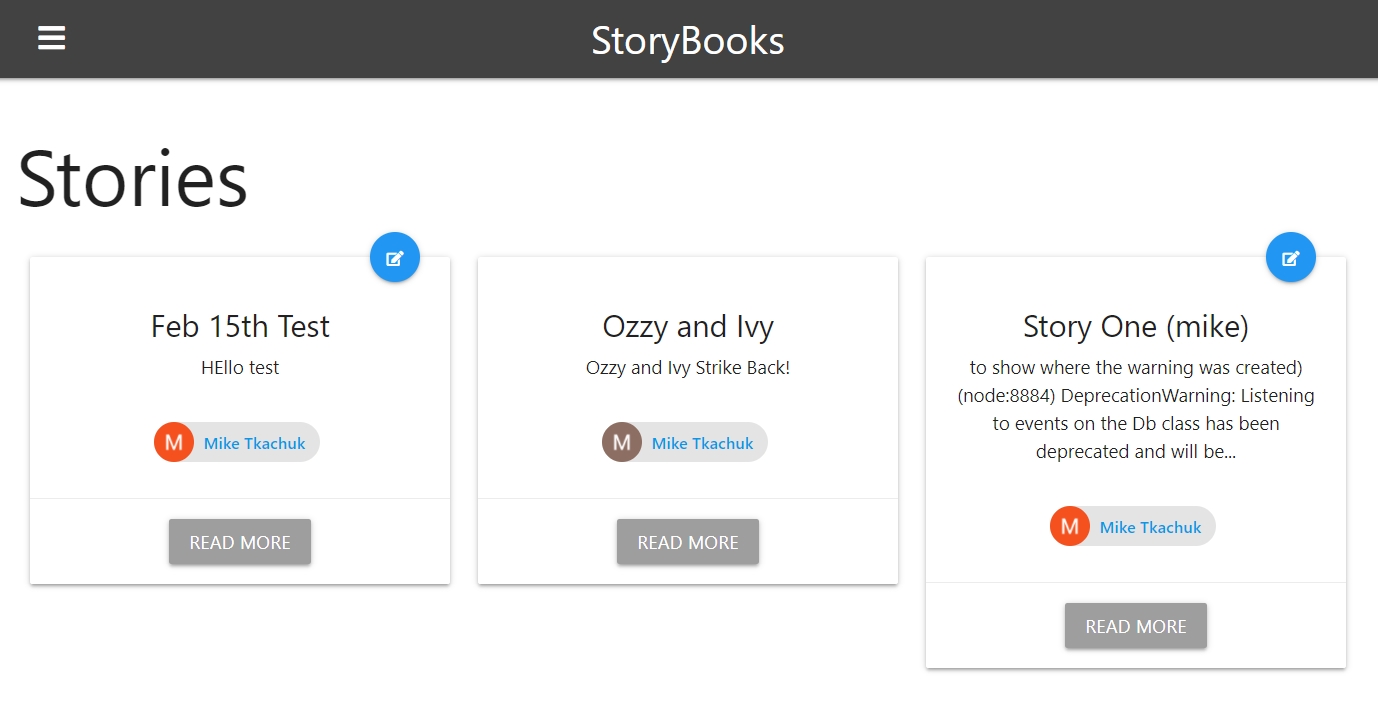 StoryBooks
Stories
Feb 15th Test
HEllo test
M Mike Tkachuk
READ MORE
Ozzy and Ivy
Ozzy and Ivy Strike Back!
M Mike Tkachuk
READ MORE
Story One (mike)
to show where the warning was created)
(node:8884) DeprecationWarning: Listening
to events on the Db class has been
deprecated and will be...
M Mike Tkachuk
READ MORE